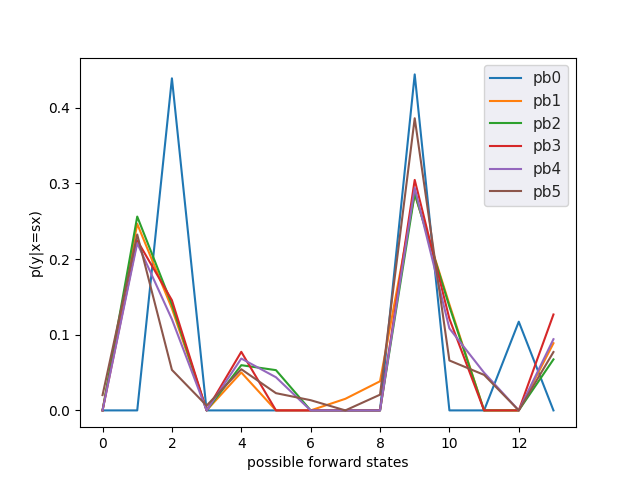 0.4
0.3
0.2
0.1
0.0
p(y|x=sx)
pb0
pb1
pb2
pb3
pb4
pb5
0 2 4 6 8 10 12
possible forward states